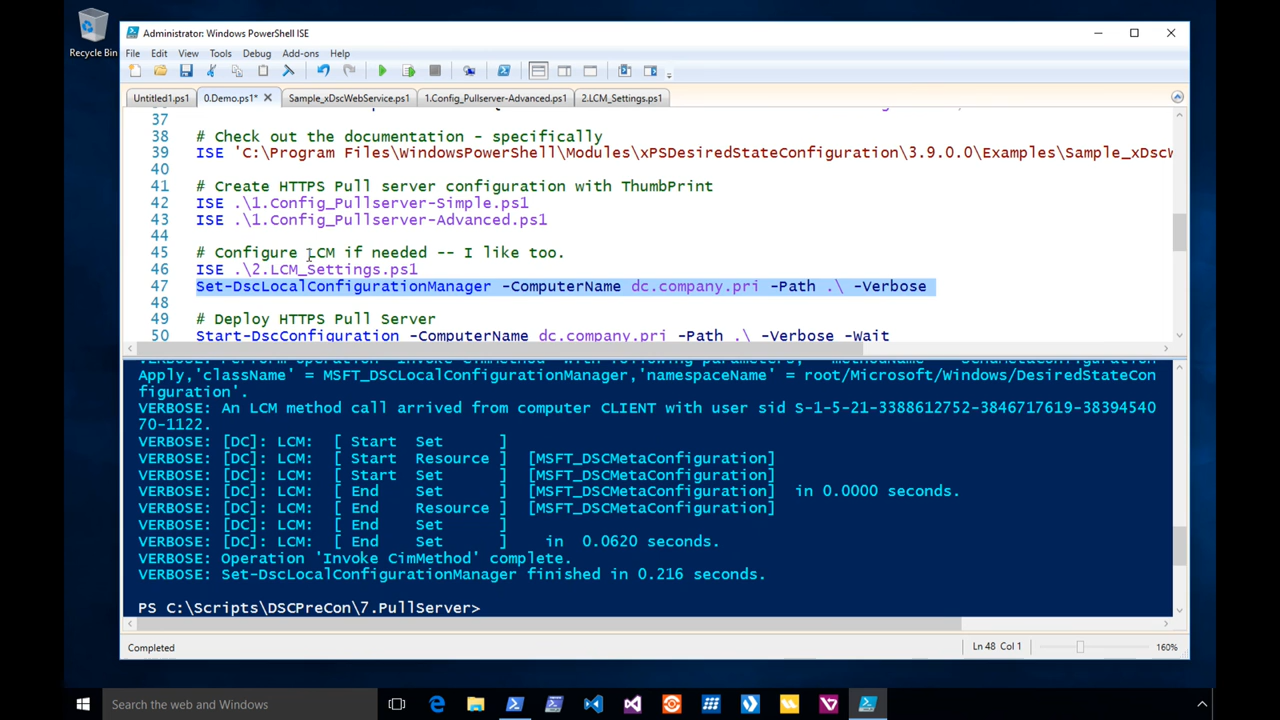 Recycle Bin
Administrator: Windows PowerShell ISE
File Edit View Tools Debug Add-ons Help
Untitled1.ps1 0.Demo.ps1* Sample_xDscWebService.ps1 1.Config_Pullserver-Advanced.ps1 2.LCM_Settings.ps1
37
38 # Check out the documentation - specifically
39 ISE 'C:\Program Files\WindowsPowerShell\Modules\xPSDesiredStateConfiguration\3.9.0.0\Examples\Sample_xDscW
40
41 # Create HTTPS Pull server configuration with ThumbPrint
42 ISE .\1.Config_Pullserver-Simple.ps1
43 ISE .\1.Config_Pullserver-Advanced.ps1
44
45 # Configure LCM if needed -- I like too.
46 ISE .\2.LCM_Settings.ps1
47 Set-DscLocalConfigurationManager -ComputerName dc.company.pri -Path .\ -Verbose
48
49 # Deploy HTTPS Pull Server
50 Start-DscConfiguration -ComputerName dc.company.pri -Path .\ -Verbose -Wait
Apply,'className' = MSFT_DSCLocalConfigurationManager,'namespaceName' = root/Microsoft/Windows/DesiredStateCon
figuration'.
VERBOSE: An LCM method call arrived from computer CLIENT with user sid S-1-5-21-3388612752-3846717619-38394540
70-1122.
VERBOSE: [DC]: LCM: [ Start Set ]
VERBOSE: [DC]: LCM: [ Start Resource ] [MSFT_DSCMetaConfiguration]
VERBOSE: [DC]: LCM: [ Start Set ] [MSFT_DSCMetaConfiguration]
VERBOSE: [DC]: LCM: [ End Set ] [MSFT_DSCMetaConfiguration] in 0.0000 seconds.
VERBOSE: [DC]: LCM: [ End Resource ] [MSFT_DSCMetaConfiguration]
VERBOSE: [DC]: LCM: [ End Set ]
VERBOSE: [DC]: LCM: [ End Set ] in 0.0620 seconds.
VERBOSE: Operation 'Invoke CimMethod' complete.
VERBOSE: Set-DscLocalConfigurationManager finished in 0.216 seconds.
PS C:\Scripts\DSCPreCon\7.PullServer>
Completed Ln 48 Col 1 160%
Search the web and Windows